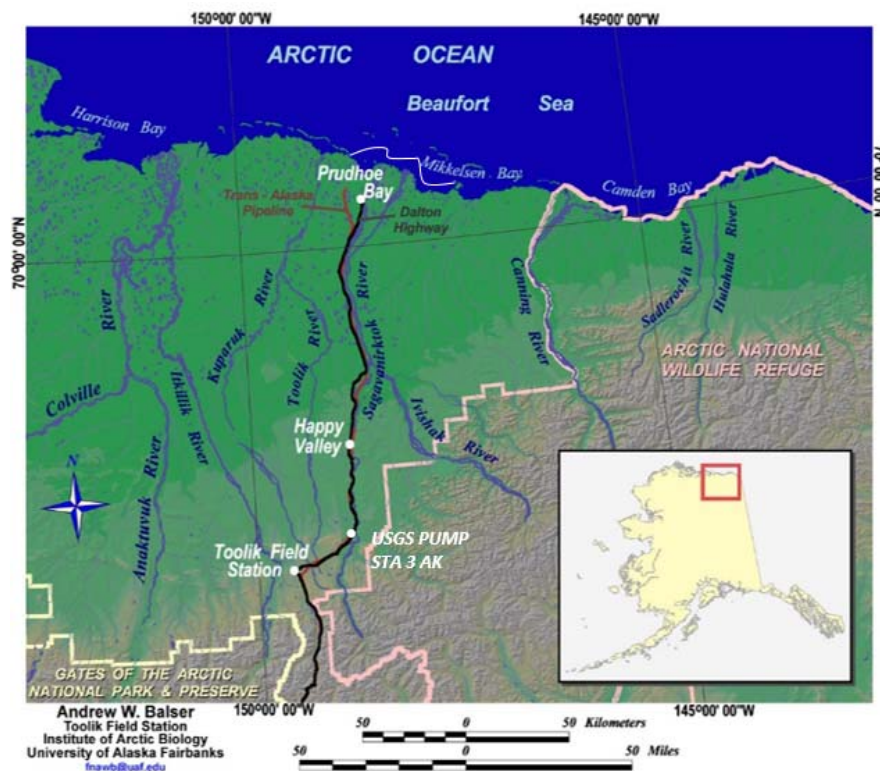 150º00' 00"W
145º00' 00"W
ARCTIC OCEAN
Beaufort Sea
Harrison Bay
Mikkelsen Bay
Camden Bay
Prudhoe
Bay
Trans - Alaska
Pipeline
Dalton
Highway
70º00' 00"N
70º00' 00"N
River
Colville
Anaktuvuk River
Itkillik River
Kuparuk River
Toolik River
Sagavanirktok River
Ivishak River
Canning River
Sadlerochit River
Hulahula River
ARCTIC NATIONAL
WILDLIFE REFUGE
Happy
Valley
N
USGS PUMP
STA 3 AK
Toolik Field
Station
GATES OF THE ARCTIC
NATIONAL PARK & PRESERVE
150º00' 00"W
145º00' 00"W
Andrew W. Balser
Toolik Field Station
Institute of Arctic Biology
University of Alaska Fairbanks
fnawb@uaf.edu
50 0 50 Kilometers
50 0 50 Miles